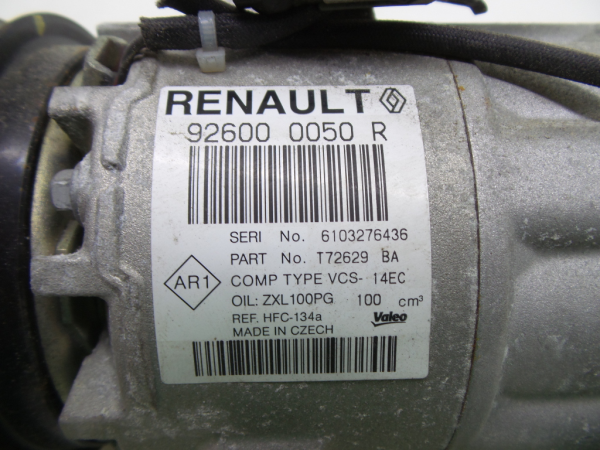 RENAULT
92600 0050 R
SERI No. 6103276436
PART No. T72629 BA
AR1
COMP TYPE VCS- 14EC
OIL: ZXL100PG 100 cm³
REF. HFC-134a
Valeo
MADE IN CZECH